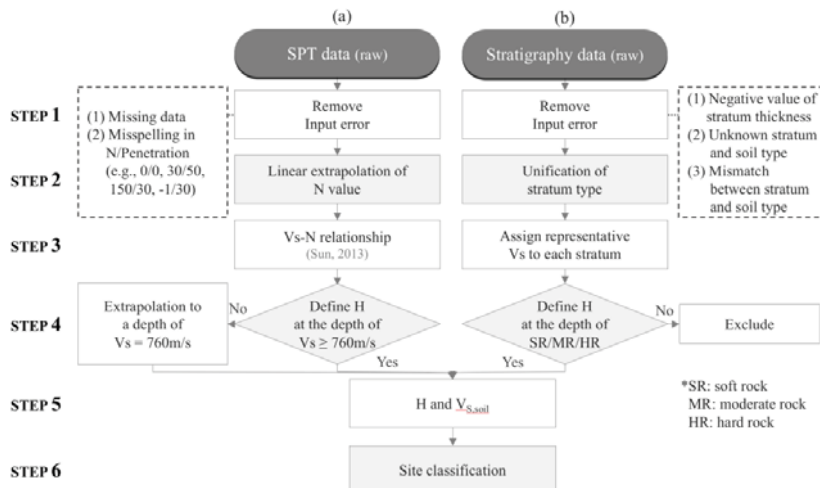 (a)
(b)
SPT data (raw)
Stratigraphy data (raw)
STEP 1
(1) Missing data
(2) Misspelling in
N/Penetration
(e.g., 0/0, 30/50,
150/30, -1/30)
Remove
Input error
Remove
Input error
(1) Negative value of
stratum thickness
(2) Unknown stratum
and soil type
(3) Mismatch
between stratum
and soil type
STEP 2
Linear extrapolation of
N value
Unification of
stratum type
STEP 3
Vs-N relationship
(Sun, 2013)
Assign representative
Vs to each stratum
STEP 4
Extrapolation to
a depth of
Vs = 760m/s
No
Define H
at the depth of
Vs ≥ 760m/s
Yes
Define H
at the depth of
SR/MR/HR
Yes
No
Exclude
STEP 5
H and VS,soil
*SR: soft rock
MR: moderate rock
HR: hard rock
STEP 6
Site classification